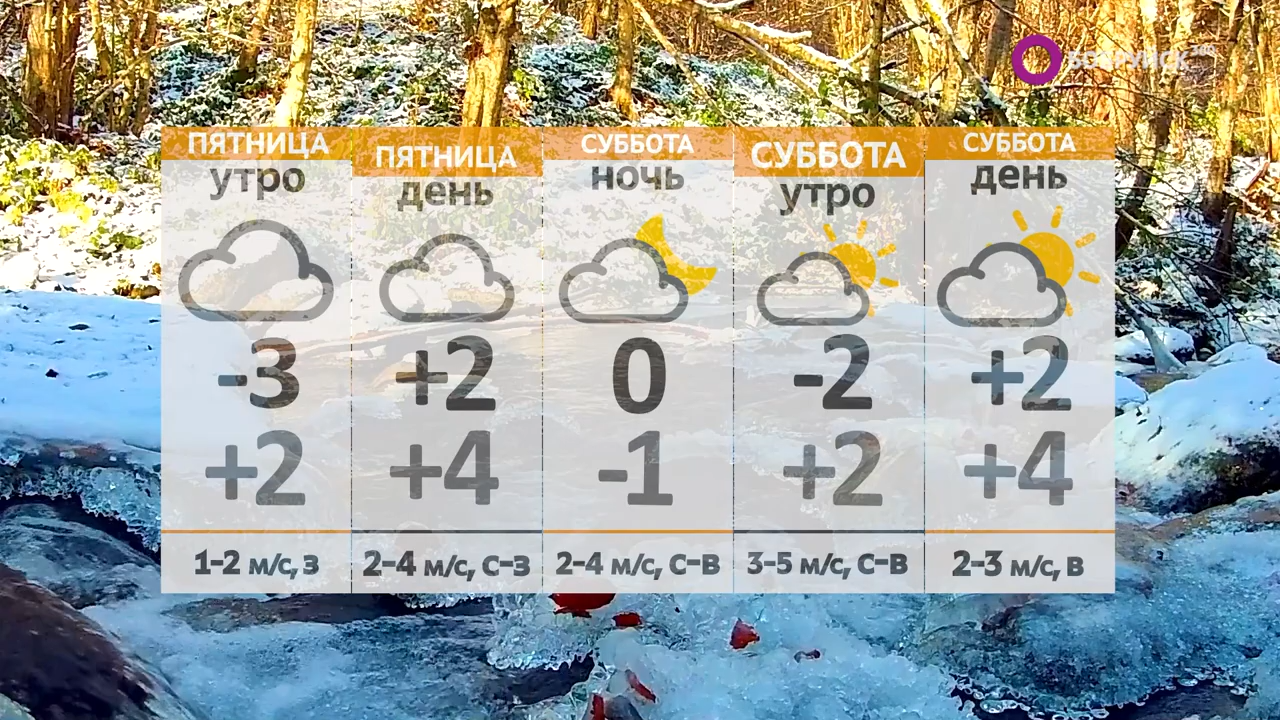 БОБРУЙСК
ПЯТНИЦА
утро
-3
+2
1-2 м/с, З
ПЯТНИЦА
день
+2
+4
2-4 м/с, С-З
СУББОТА
ночь
0
-1
2-4 м/с, С-В
СУББОТА
утро
-2
+2
3-5 м/с, С-В
СУББОТА
день
+2
+4
2-3 м/с, В